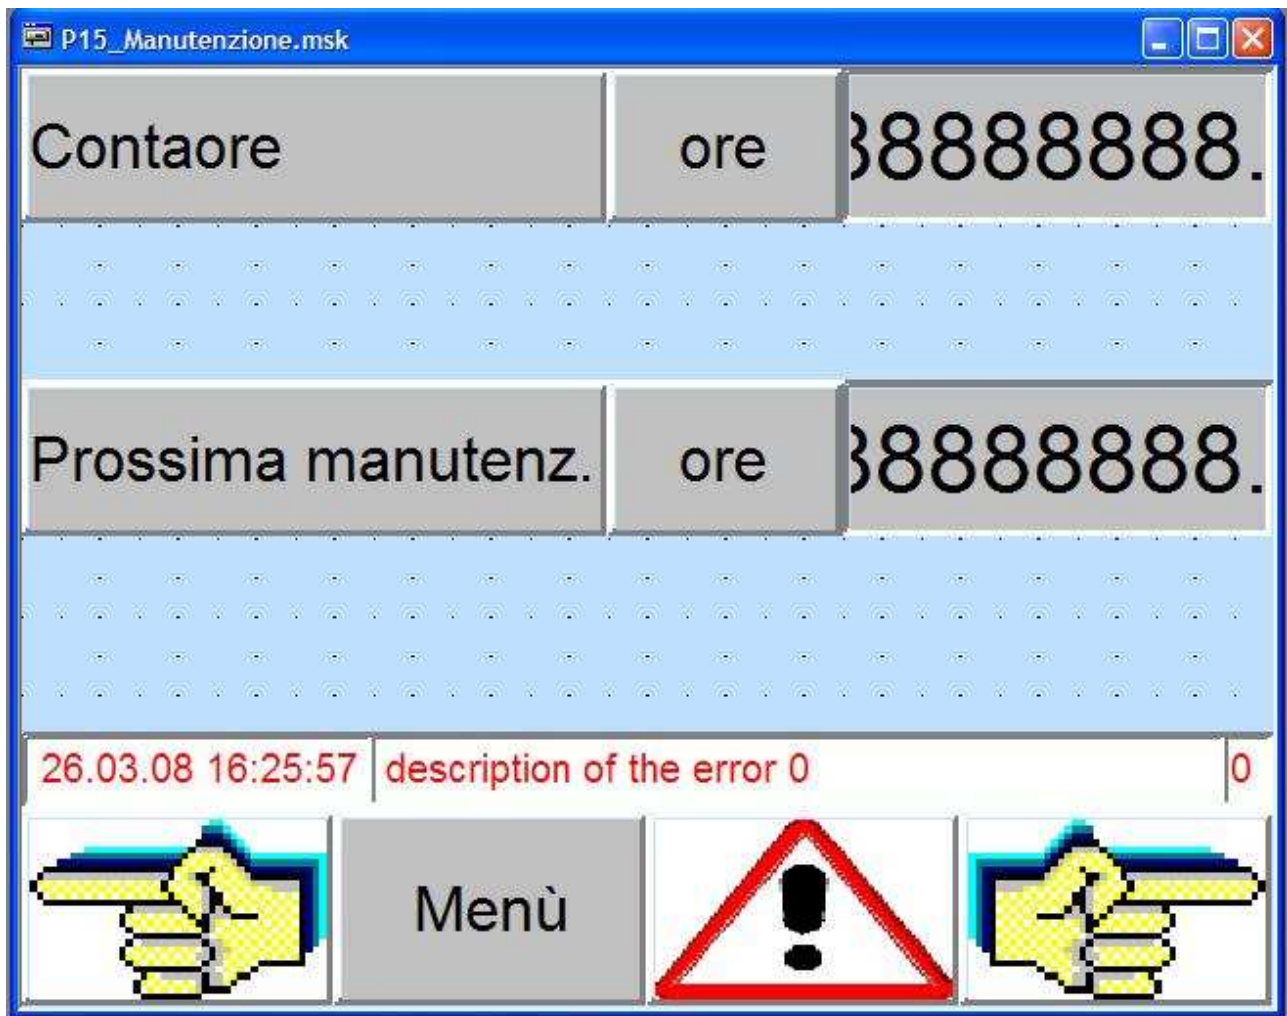 P15_Manutenzione.msk
Contaore ore 88888888.
Prossima manutenz. ore 88888888.
26.03.08 16:25:57 description of the error 0 0
Menù